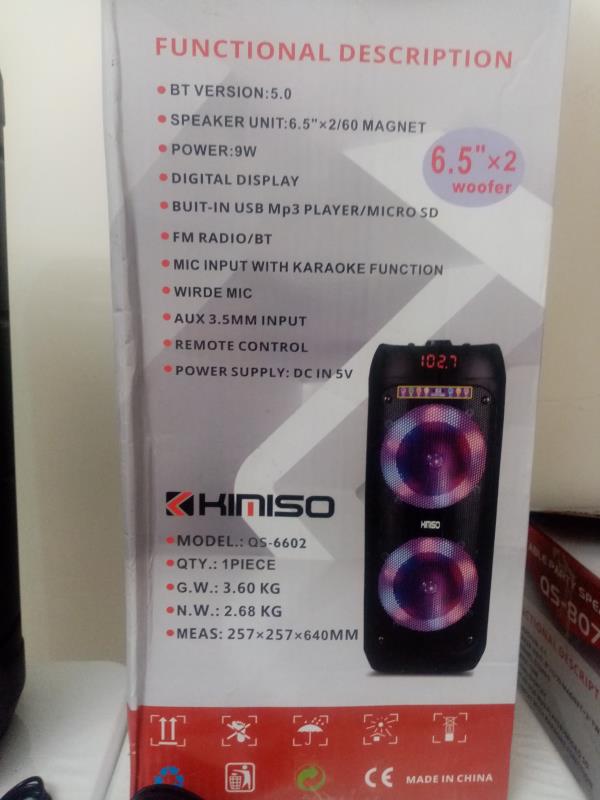 FUNCTIONAL DESCRIPTION
• BT VERSION:5.0
• SPEAKER UNIT:6.5"×2/60 MAGNET
• POWER:9W
• DIGITAL DISPLAY
• BUIT-IN USB Mp3 PLAYER/MICRO SD
• FM RADIO/BT
• MIC INPUT WITH KARAOKE FUNCTION
• WIRDE MIC
• AUX 3.5MM INPUT
• REMOTE CONTROL
• POWER SUPPLY: DC IN 5V
6.5"×2
woofer
102.7
KIMISO
KIMISO
• MODEL.: QS-6602
• QTY.: 1PIECE
• G.W.: 3.60 KG
• N.W.: 2.68 KG
• MEAS: 257×257×640MM
CE MADE IN CHINA
QS-807